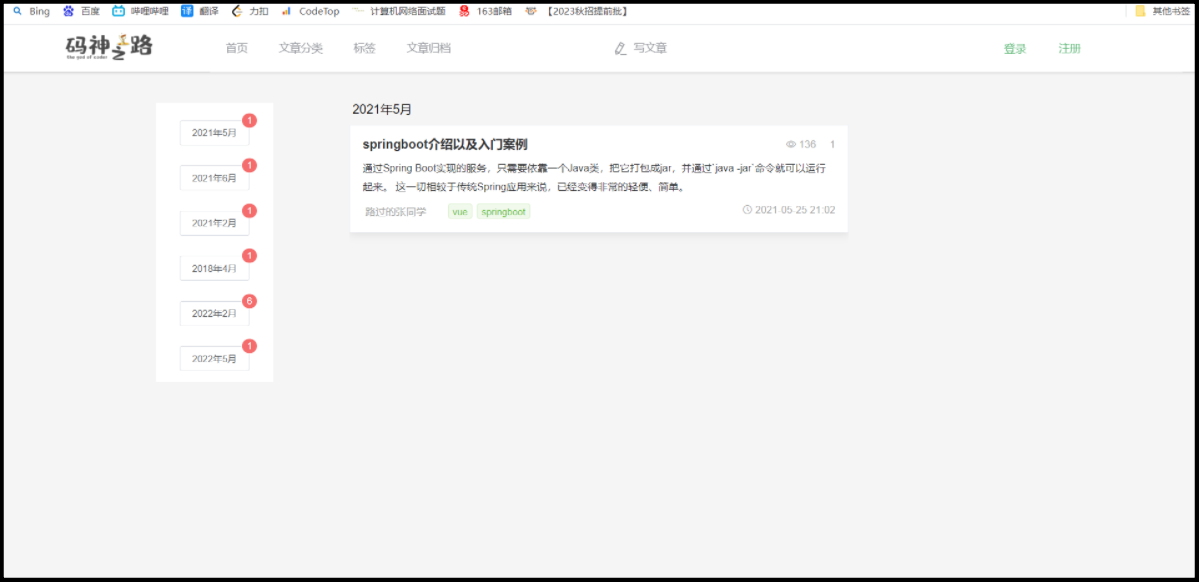 Bing 百度 哔哩哔哩 翻译 力扣 CodeTop 计算机网络面试题 163邮箱 【2023秋招提前批】 其他书签
码神之路 首页 文章分类 标签 文章归档 写文章 登录 注册
the god of coder
2021年5月 1
2021年6月 1
2021年2月 1
2018年4月 1
2022年2月 6
2022年5月 1
2021年5月
springboot介绍以及入门案例 136 1
通过Spring Boot实现的服务，只需要依靠一个Java类，把它打包成jar，并通过`java -jar`命令就可以运行
起来。 这一切相较于传统Spring应用来说，已经变得非常的轻便、简单。
路过的张同学 vue springboot 2021-05-25 21:02